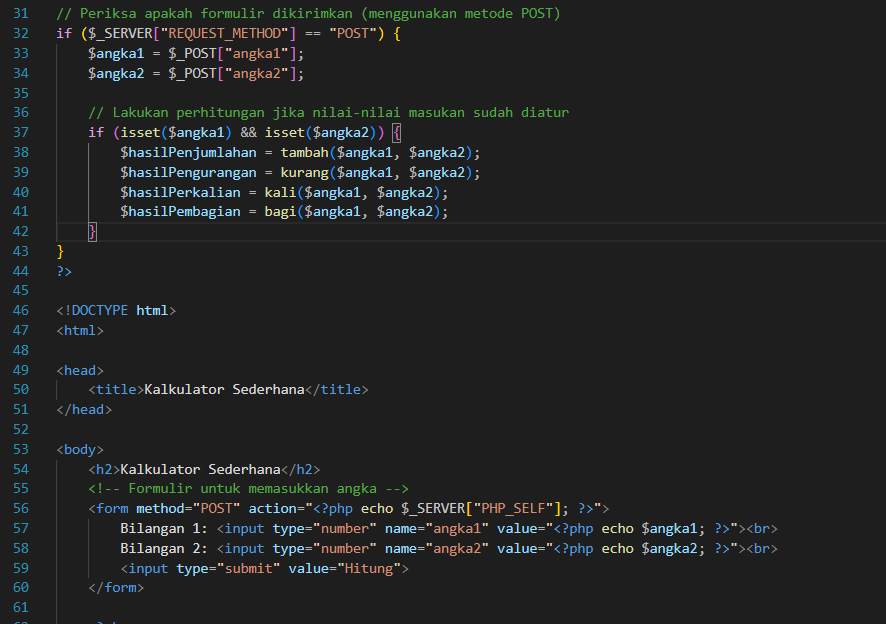 31 // Periksa apakah formulir dikirimkan (menggunakan metode POST)
32 if ($_SERVER["REQUEST_METHOD"] == "POST") {
33     $angka1 = $_POST["angka1"];
34     $angka2 = $_POST["angka2"];
35
36     // Lakukan perhitungan jika nilai-nilai masukan sudah diatur
37     if (isset($angka1) && isset($angka2)) {
38         $hasilPenjumlahan = tambah($angka1, $angka2);
39         $hasilPengurangan = kurang($angka1, $angka2);
40         $hasilPerkalian = kali($angka1, $angka2);
41         $hasilPembagian = bagi($angka1, $angka2);
42     }
43 }
44 ?>
45
46 <!DOCTYPE html>
47 <html>
48
49 <head>
50     <title>Kalkulator Sederhana</title>
51 </head>
52
53 <body>
54     <h2>Kalkulator Sederhana</h2>
55     <!-- Formulir untuk memasukkan angka -->
56     <form method="POST" action="<?php echo $_SERVER["PHP_SELF"]; ?>">
57         Bilangan 1: <input type="number" name="angka1" value="<?php echo $angka1; ?>"><br>
58         Bilangan 2: <input type="number" name="angka2" value="<?php echo $angka2; ?>"><br>
59         <input type="submit" value="Hitung">
60     </form>
61